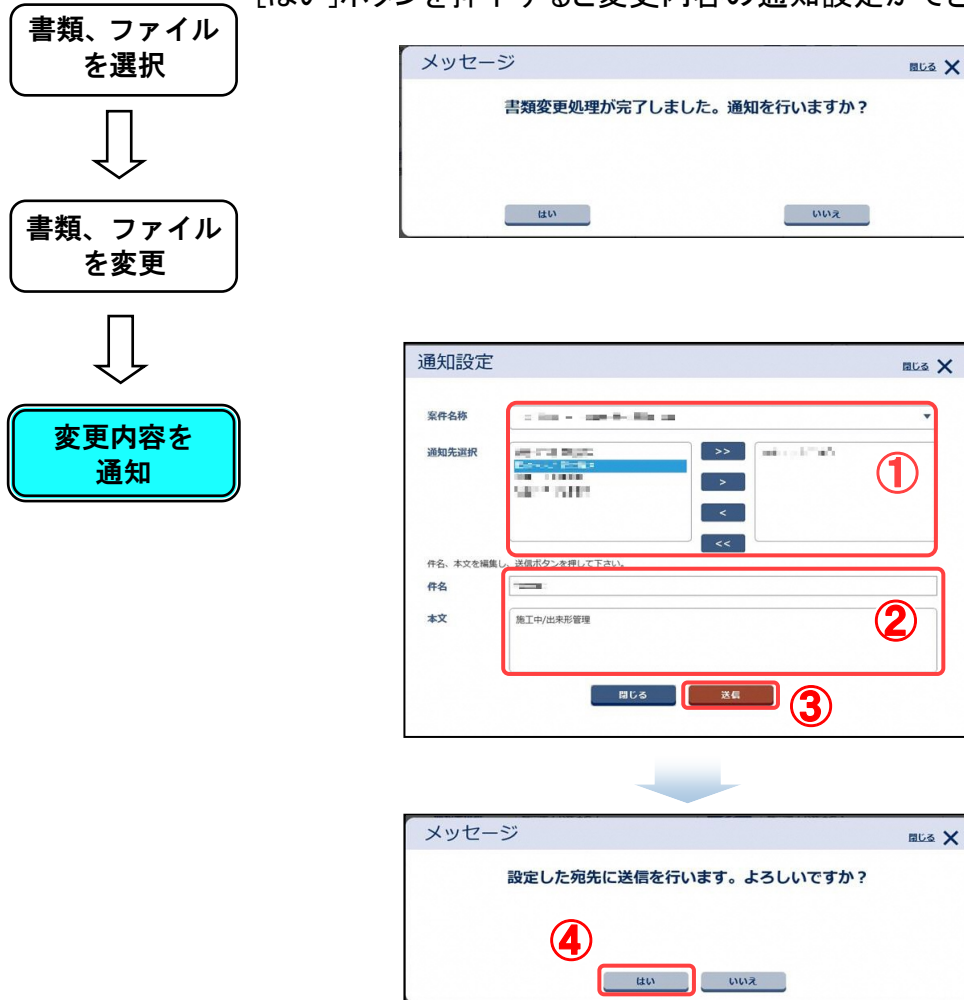 [はい]ボタンを押下すると変更内容の通知設定ができ
書類、ファイル
を選択
書類、ファイル
を変更
変更内容を
通知
メッセージ
閉じる
書類変更処理が完了しました。通知を行いますか？
はい
いいえ
通知設定
閉じる
案件名称
通知先選択
>>
>
<
<<
①
件名、本文を編集し、送信ボタンを押して下さい。
件名
本文
施工中/出来形管理
②
閉じる
送信
③
メッセージ
閉じる
設定した宛先に送信を行います。よろしいですか？
④
はい
いいえ